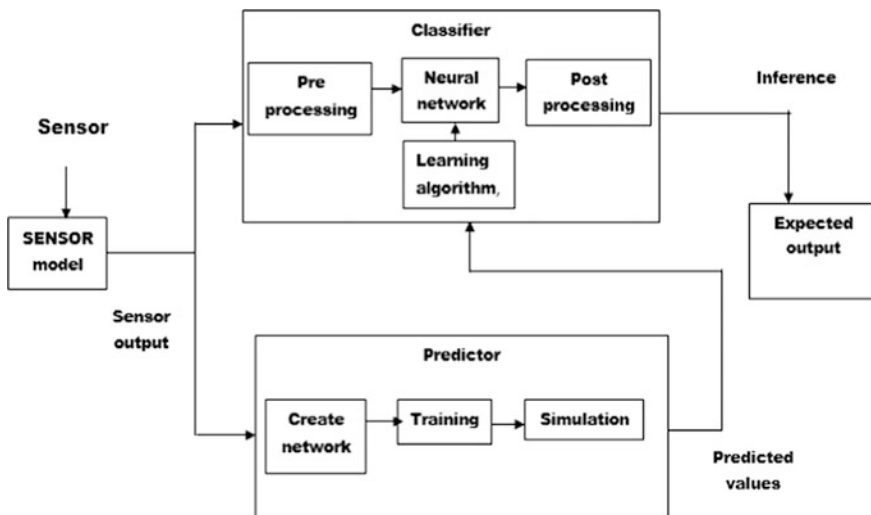 Classifier
Pre
processing
Neural
network
Post
processing
Learning
algorithm,
Inference
Sensor
SENSOR
model
Expected
output
Sensor
output
Predictor
Create
network
Training
Simulation
Predicted
values